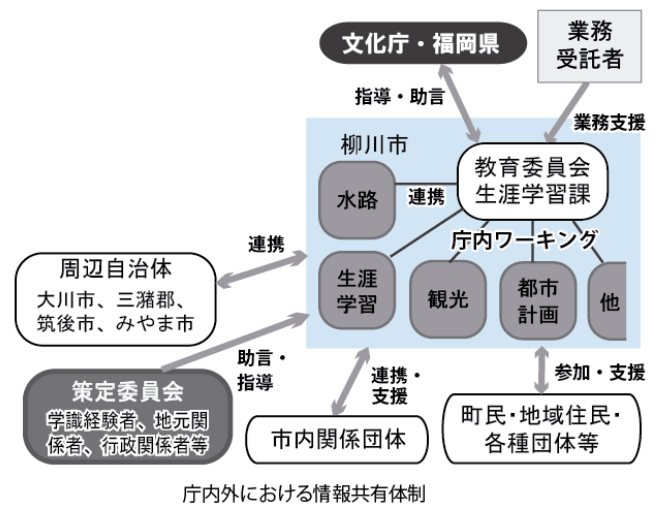 文化庁・福岡県
業務
受託者
指導・助言
業務支援
柳川市
教育委員会
生涯学習課
水路
連携
庁内ワーキング
連携
周辺自治体
大川市、三潴郡、
筑後市、みやま市
生涯
学習
観光
都市
計画
他
助言・
指導
策定委員会
学識経験者、地元関
係者、行政関係者等
連携・
支援
参加・支援
市内関係団体
町民・地域住民・
各種団体等
庁内外における情報共有体制